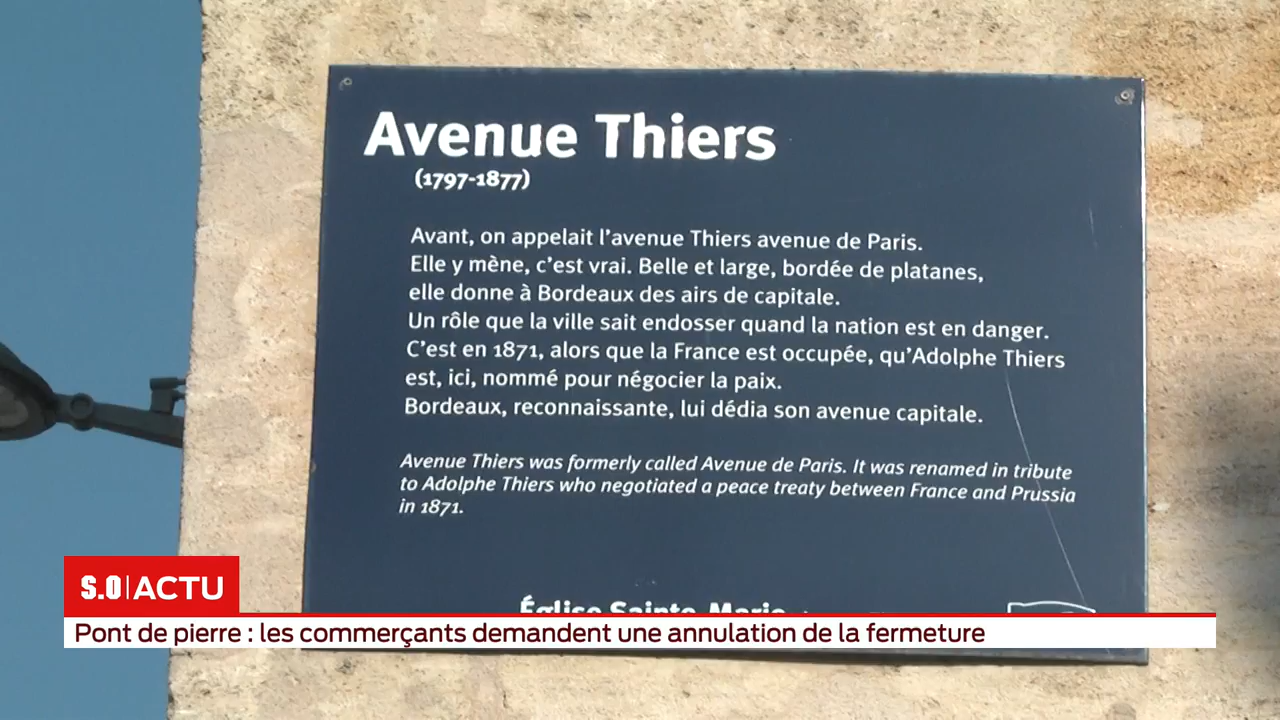 Avenue Thiers
(1797-1877)
Avant, on appelait l'avenue Thiers avenue de Paris.
Elle y mène, c'est vrai. Belle et large, bordée de platanes,
elle donne à Bordeaux des airs de capitale.
Un rôle que la ville sait endosser quand la nation est en danger.
C'est en 1871, alors que la France est occupée, qu'Adolphe Thiers
est, ici, nommé pour négocier la paix.
Bordeaux, reconnaissante, lui dédia son avenue capitale.
Avenue Thiers was formerly called Avenue de Paris. It was renamed in tribute
to Adolphe Thiers who negotiated a peace treaty between France and Prussia
in 1871.
Église Sainte-Marie
S.O ACTU
Pont de pierre : les commerçants demandent une annulation de la fermeture